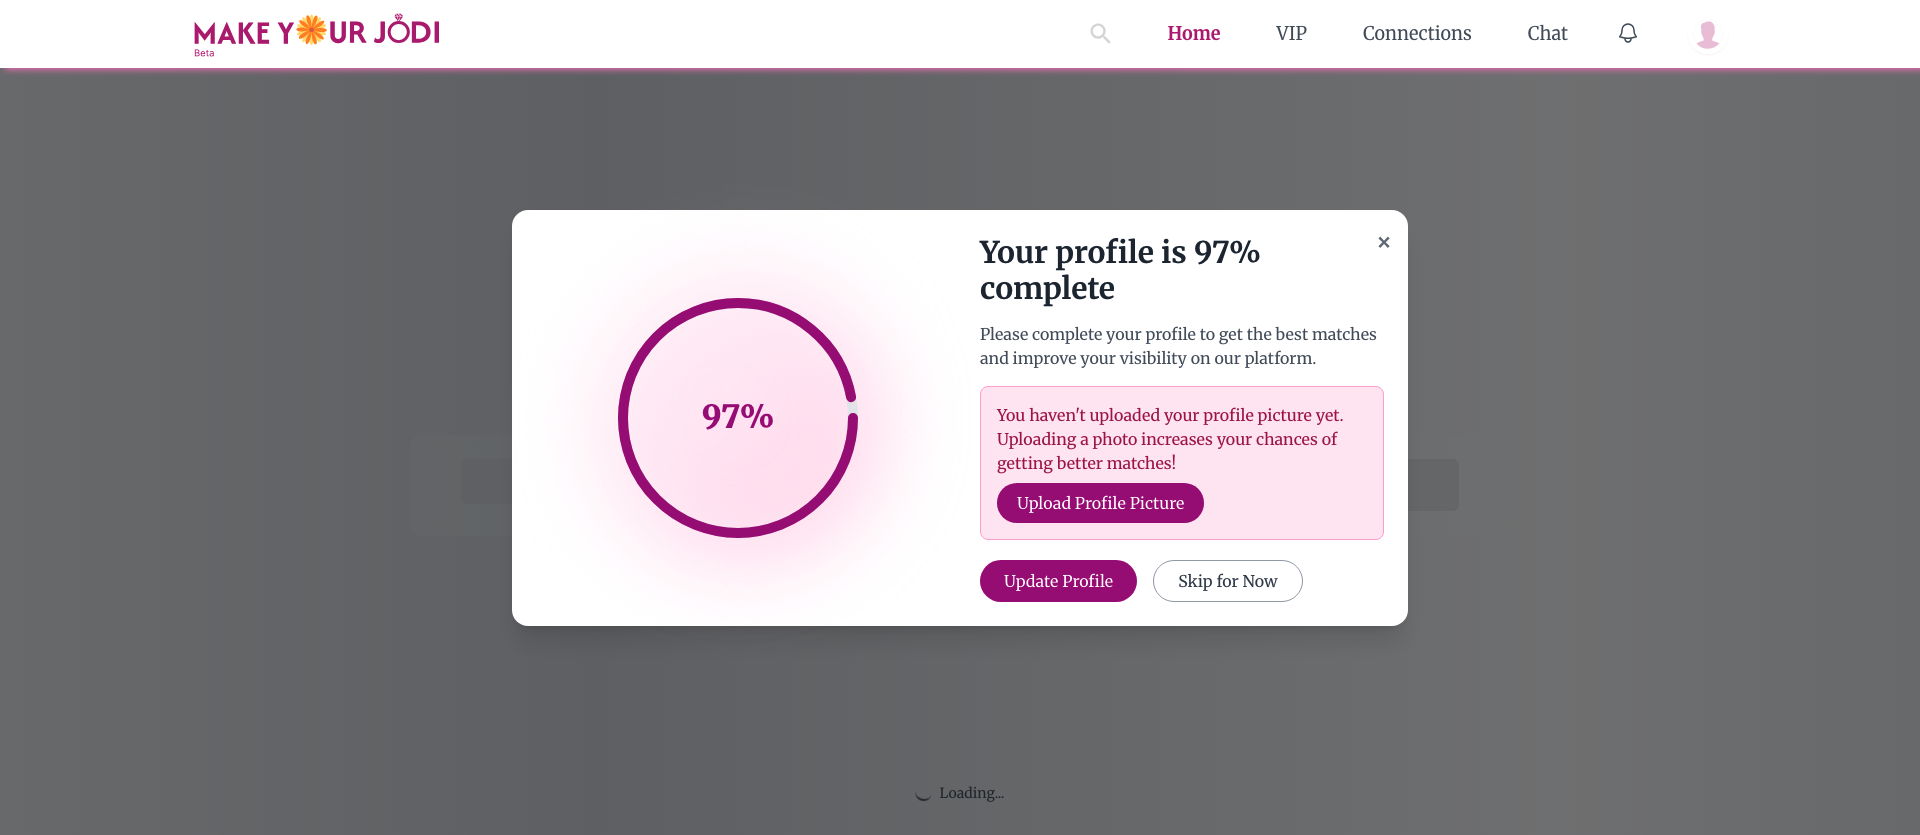 MAKE YOUR JODI
Beta
Home
VIP
Connections
Chat
97%
Your profile is 97%
complete
×
Please complete your profile to get the best matches
and improve your visibility on our platform.
You haven't uploaded your profile picture yet.
Uploading a photo increases your chances of
getting better matches!
Upload Profile Picture
Update Profile
Skip for Now
Loading...